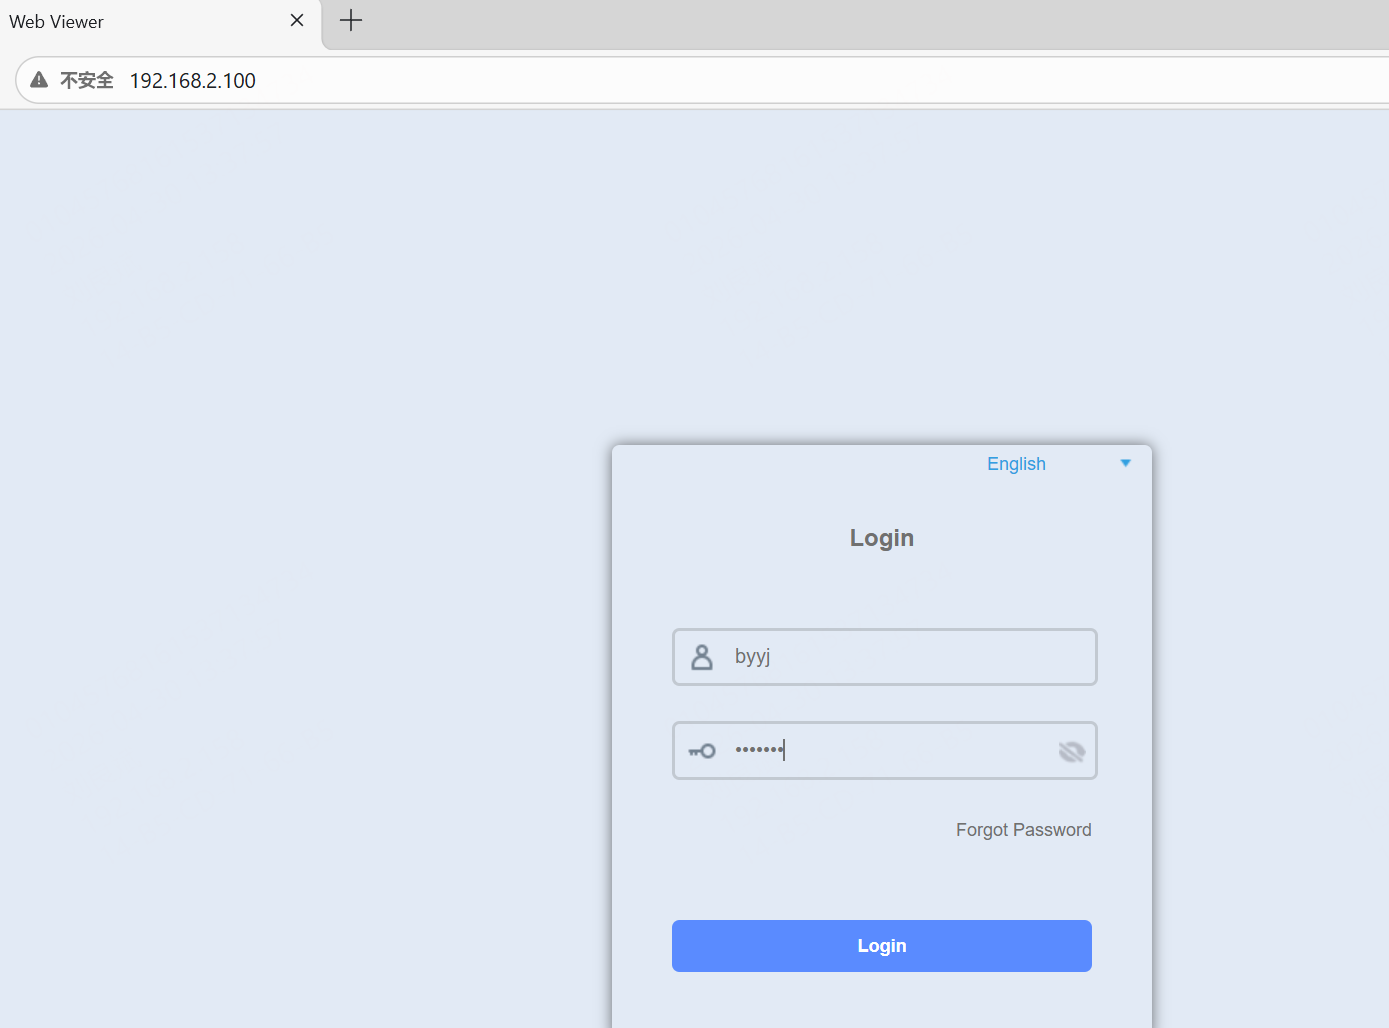 Web Viewer
不安全 192.168.2.100
English
Login
byyj
•••••••
Forgot Password
Login